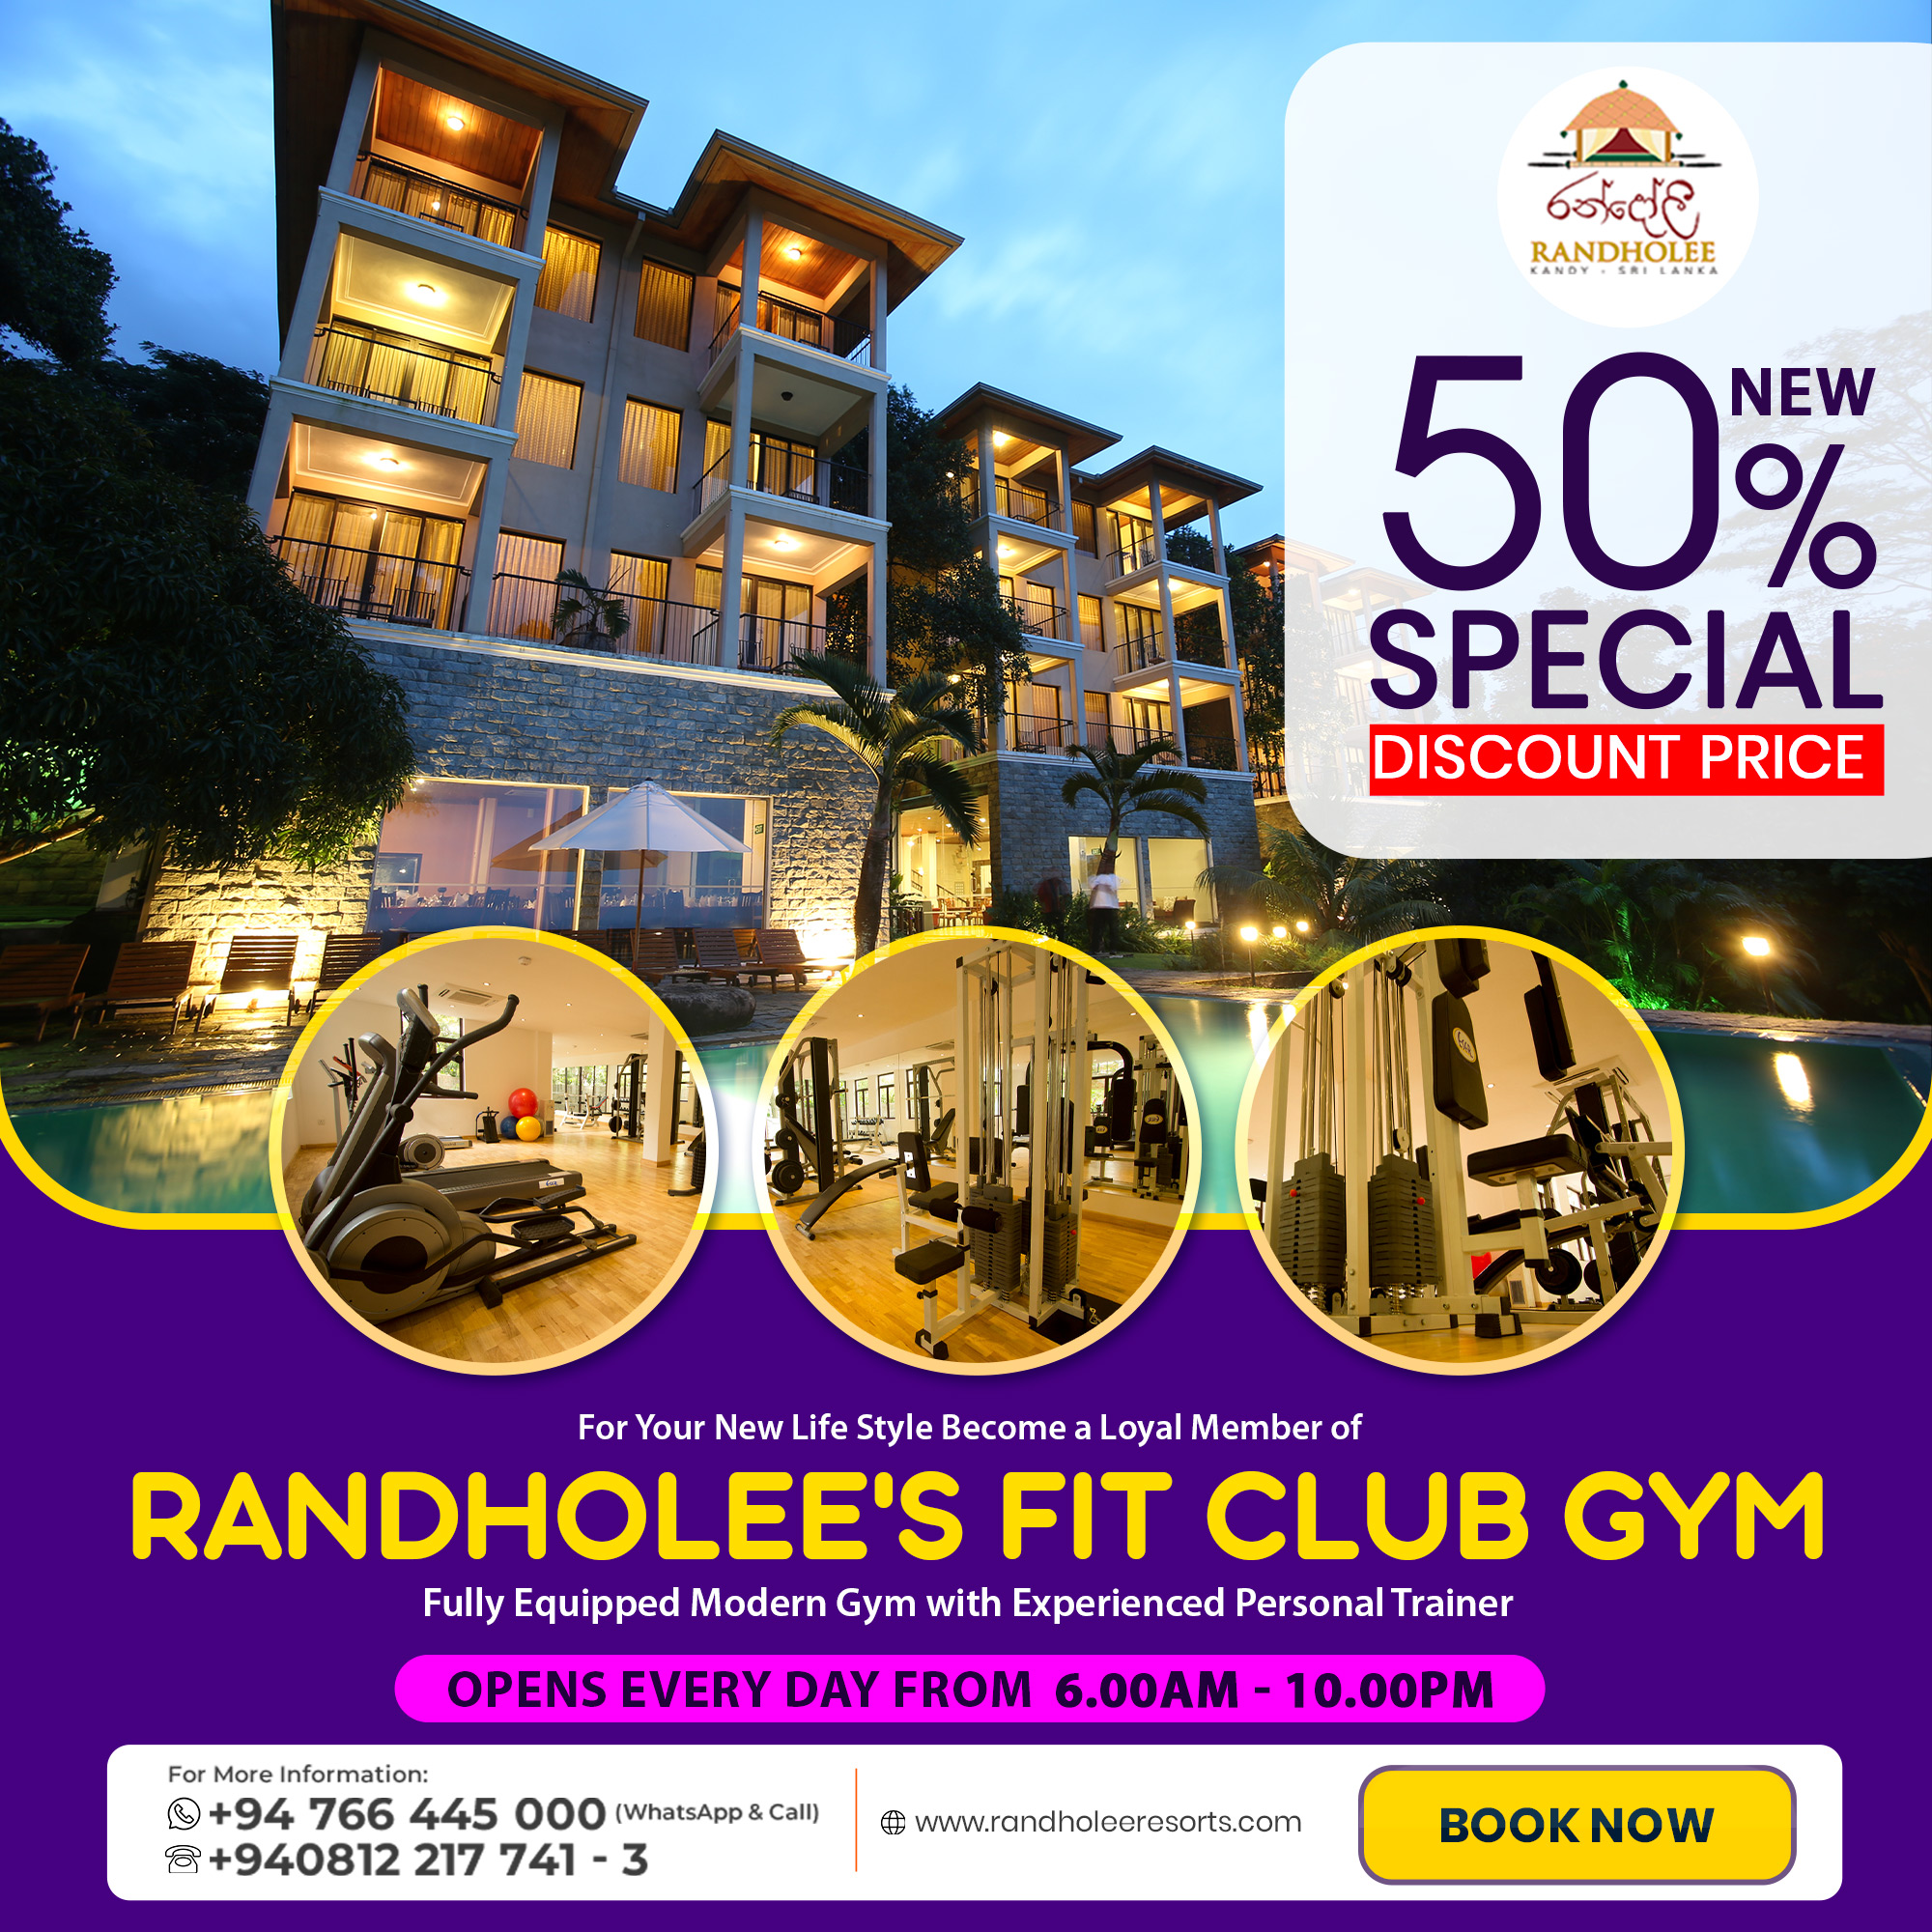 රන්දෝලි
RANDHOLEE
KANDY - SRI LANKA
50% NEW
SPECIAL
DISCOUNT PRICE
For Your New Life Style Become a Loyal Member of
RANDHOLEE'S FIT CLUB GYM
Fully Equipped Modern Gym with Experienced Personal Trainer
OPENS EVERY DAY FROM 6.00AM - 10.00PM
For More Information:
+94 766 445 000 (WhatsApp & Call)
+940812 217 741 - 3
www.randholeeresorts.com
BOOK NOW